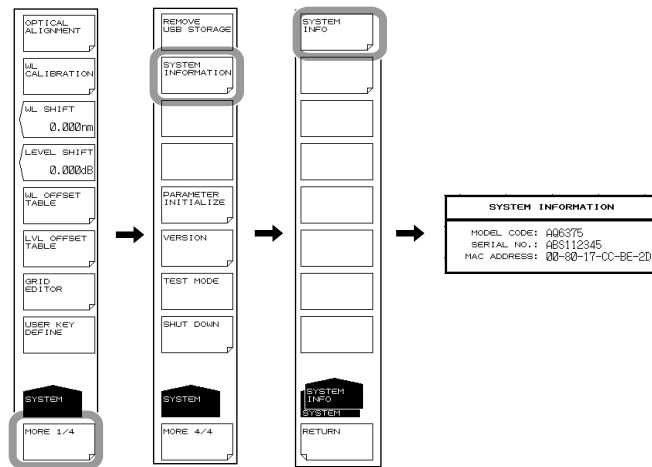 OPTICAL
ALIGNMENT
WL
CALIBRATION
WL SHIFT
0.000nm
LEVEL SHIFT
0.000dB
WL OFFSET
TABLE
LVL OFFSET
TABLE
GRID
EDITOR
USER KEY
DEFINE
SYSTEM
MORE 1/4
REMOVE
USB STORAGE
SYSTEM
INFORMATION
PARAMETER
INITIALIZE
VERSION
TEST MODE
SHUT DOWN
SYSTEM
MORE 4/4
SYSTEM
INFO
SYSTEM
INFO
SYSTEM
RETURN
SYSTEM INFORMATION
MODEL CODE: AQ6375
SERIAL NO.: ABS112345
MAC ADDRESS: 00-80-17-CC-BE-2D